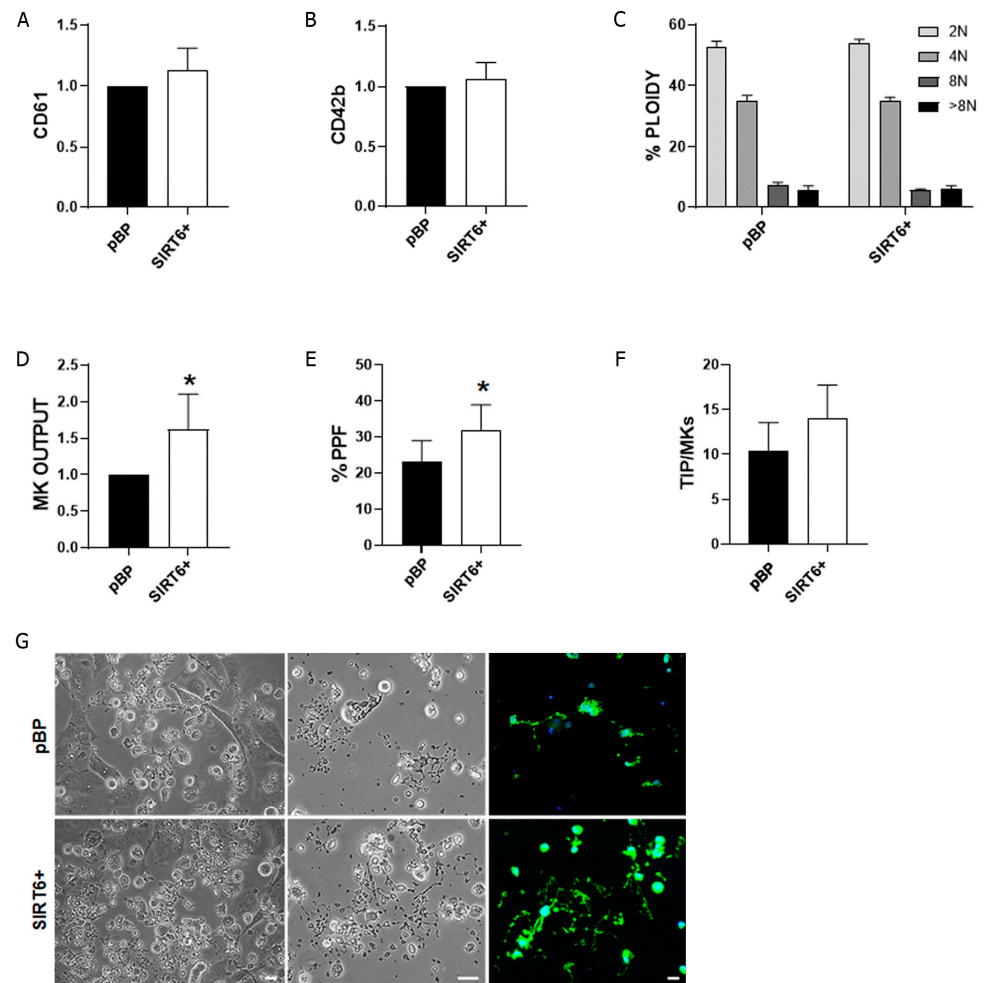 A
1.5
1.0
0.5
0.0
CD61
pBP
SIRT6+
B
1.5
1.0
0.5
0.0
CD42b
pBP
SIRT6+
C
60
40
20
0
% PLOIDY
pBP
SIRT6+
2N
4N
8N
>8N
D
2.5
2.0
1.5
1.0
0.5
0.0
MK OUTPUT
*
pBP
SIRT6+
E
50
40
30
20
10
0
% PPF
*
pBP
SIRT6+
F
20
15
10
5
0
TIP/MKs
pBP
SIRT6+
G
pBP
SIRT6+